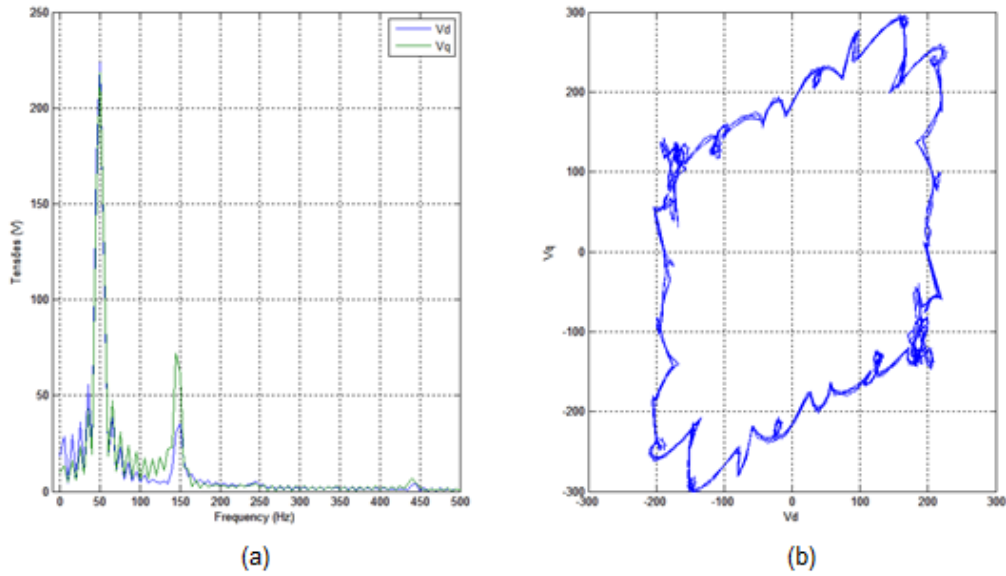 250
200
150
100
50
0
0 50 100 150 200 250 300 350 400 450 500
Tensões (V)
Frequency (Hz)
Vd
Vq
(a)
300
200
100
0
-100
-200
-300
-300 -200 -100 0 100 200 300
Vq
Vd
(b)